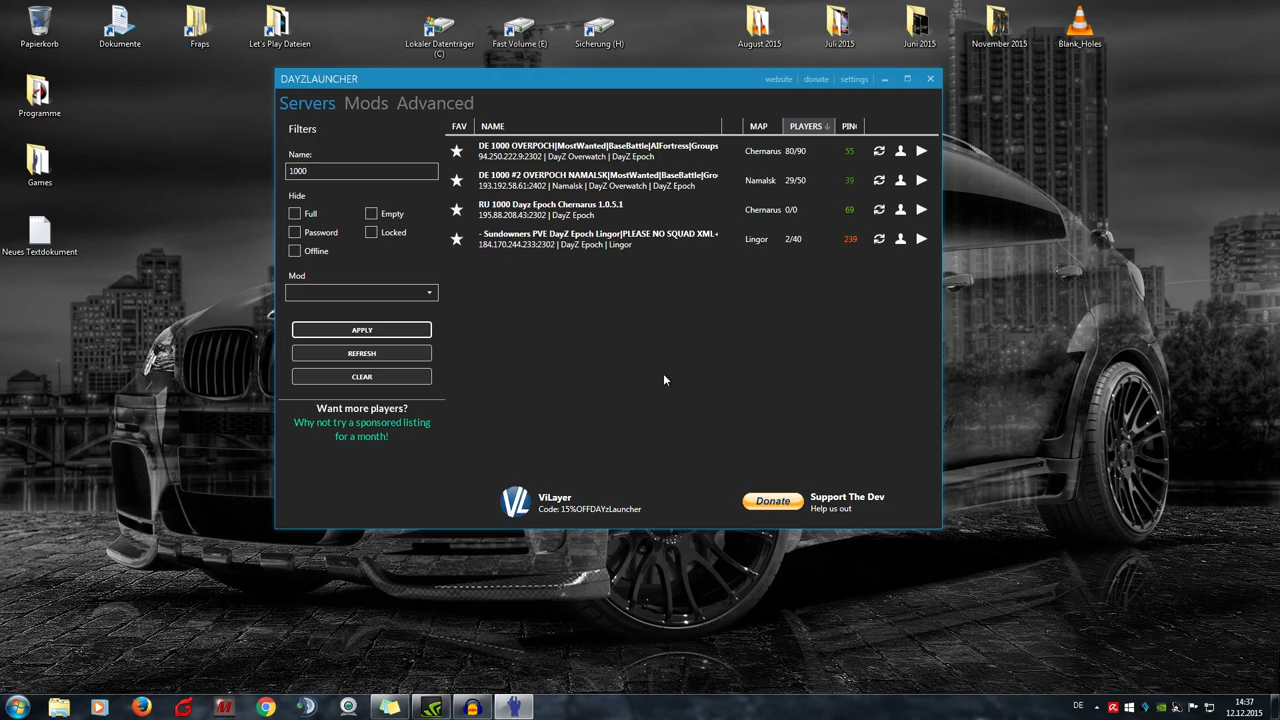 Papierkorb
Dokumente
Fraps
Let's Play Dateien
Lokaler Datenträger
(C)
Fast Volume (E)
Sicherung (H)
August 2015
Juli 2015
Juni 2015
November 2015
Blank_Holes
Programme
Games
Neues Textdokument
DAYZLAUNCHER
website
donate
settings
Servers Mods Advanced
Filters
Name:
1000
Hide
Full
Empty
Password
Locked
Offline
Mod
APPLY
REFRESH
CLEAR
Want more players?
Why not try a sponsored listing
for a month!
FAV NAME MAP PLAYERS PING
DE 1000 OVERPOCH|MostWanted|BaseBattle|AIFortress|Groups Chernarus 80/90 55
94.250.222.9:2302 | DayZ Overwatch | DayZ Epoch
DE 1000 #2 OVERPOCH NAMALSK|MostWanted|BaseBattle|Gro Namalsk 29/50 39
193.192.58.61:2402 | Namalsk | DayZ Overwatch | DayZ Epoch
RU 1000 Dayz Epoch Chernarus 1.0.5.1 Chernarus 0/0 69
195.88.208.43:2302 | DayZ Epoch
- Sundowners PVE DayZ Epoch Lingor|PLEASE NO SQUAD XML Lingor 2/40 239
184.170.244.233:2302 | DayZ Epoch | Lingor
VL
ViLayer
Code: 15%OFFDAYzLauncher
Donate
Support The Dev
Help us out
DE
14:37
12.12.2015